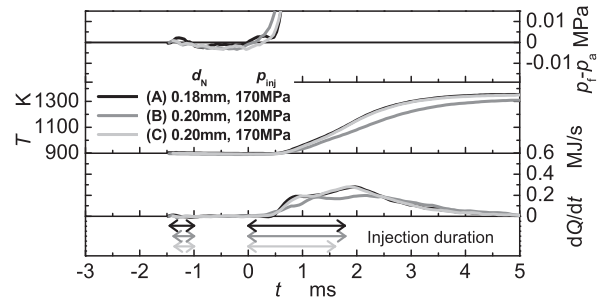 0.01
0
-0.01
p_f-p_a MPa
d_N p_inj
(A) 0.18mm, 170MPa
(B) 0.20mm, 120MPa
(C) 0.20mm, 170MPa
T K
1300
1100
900
0.6
0.4
0.2
0
dQ/dt MJ/s
Injection duration
-3 -2 -1 0 1 2 3 4 5
t ms